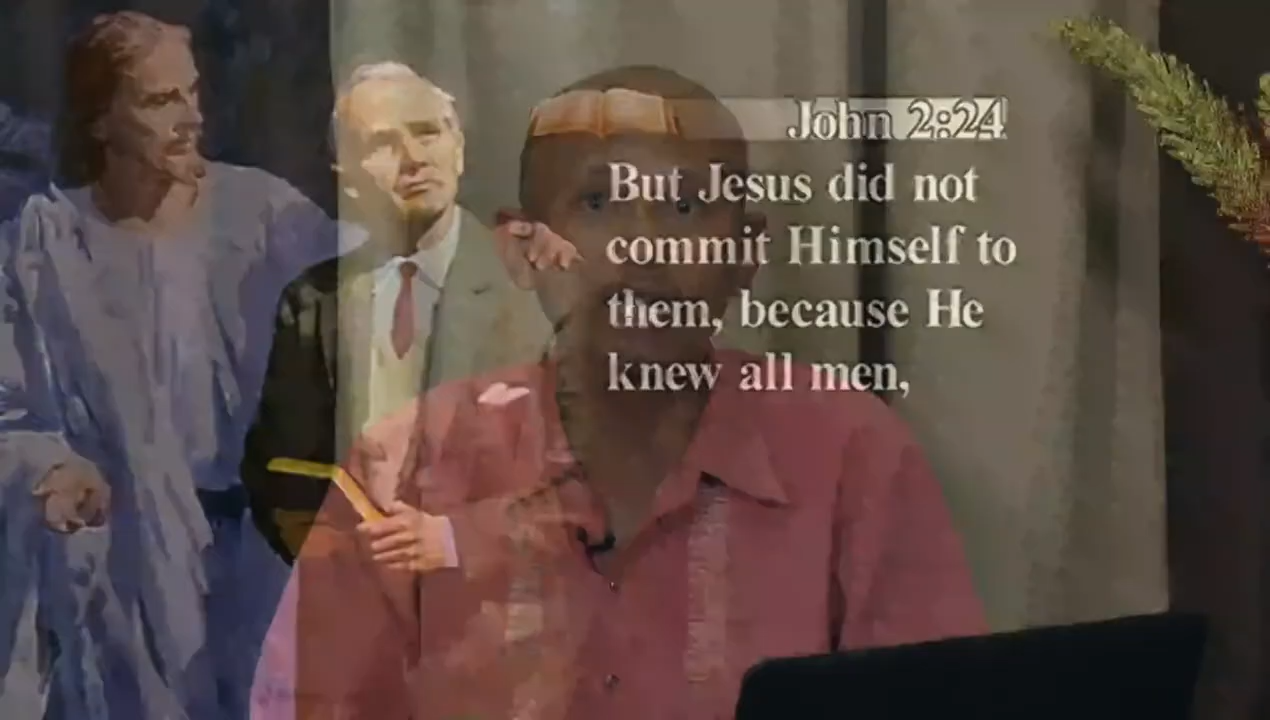 John 2:24
But Jesus did not
commit Himself to
them, because He
knew all men,